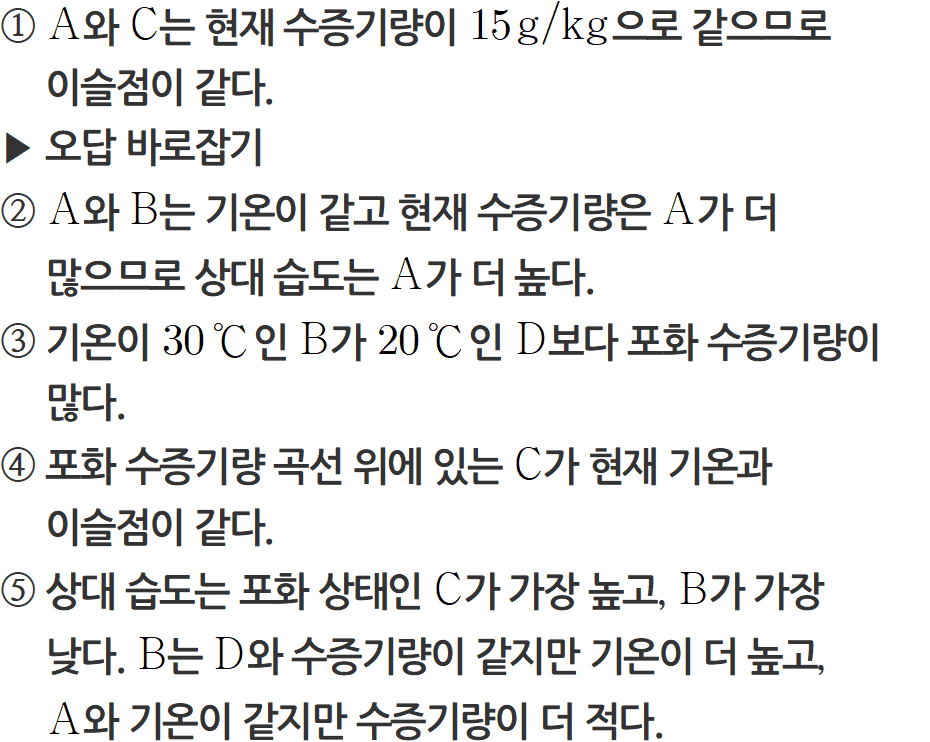 ① A와 C는 현재 수증기량이 15g/kg으로 같으므로
이슬점이 같다.
▶ 오답 바로잡기
② A와 B는 기온이 같고 현재 수증기량은 A가 더
많으므로 상대 습도는 A가 더 높다.
③ 기온이 30℃인 B가 20℃인 D보다 포화 수증기량이
많다.
④ 포화 수증기량 곡선 위에 있는 C가 현재 기온과
이슬점이 같다.
⑤ 상대 습도는 포화 상태인 C가 가장 높고, B가 가장
낮다. B는 D와 수증기량이 같지만 기온이 더 높고,
A와 기온이 같지만 수증기량이 더 적다.